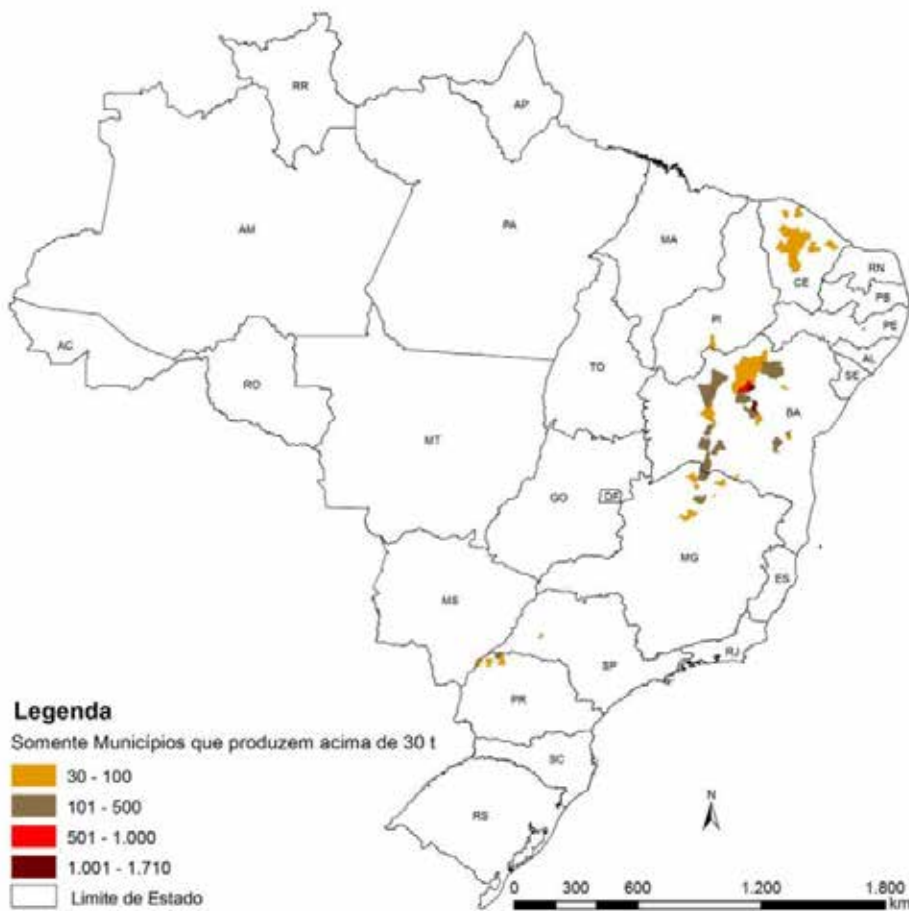 RR
AP
AM
PA
MA
CE
RN
PB
PE
PI
AL
SE
AC
TO
RO
BA
MT
GO
DF
MG
ES
MS
SP
RJ
PR
SC
RS
Legenda
Somente Municípios que produzem acima de 30 t
30 - 100
101 - 500
501 - 1.000
1.001 - 1.710
Limite de Estado
N
0 300 600 1.200 1.800
km